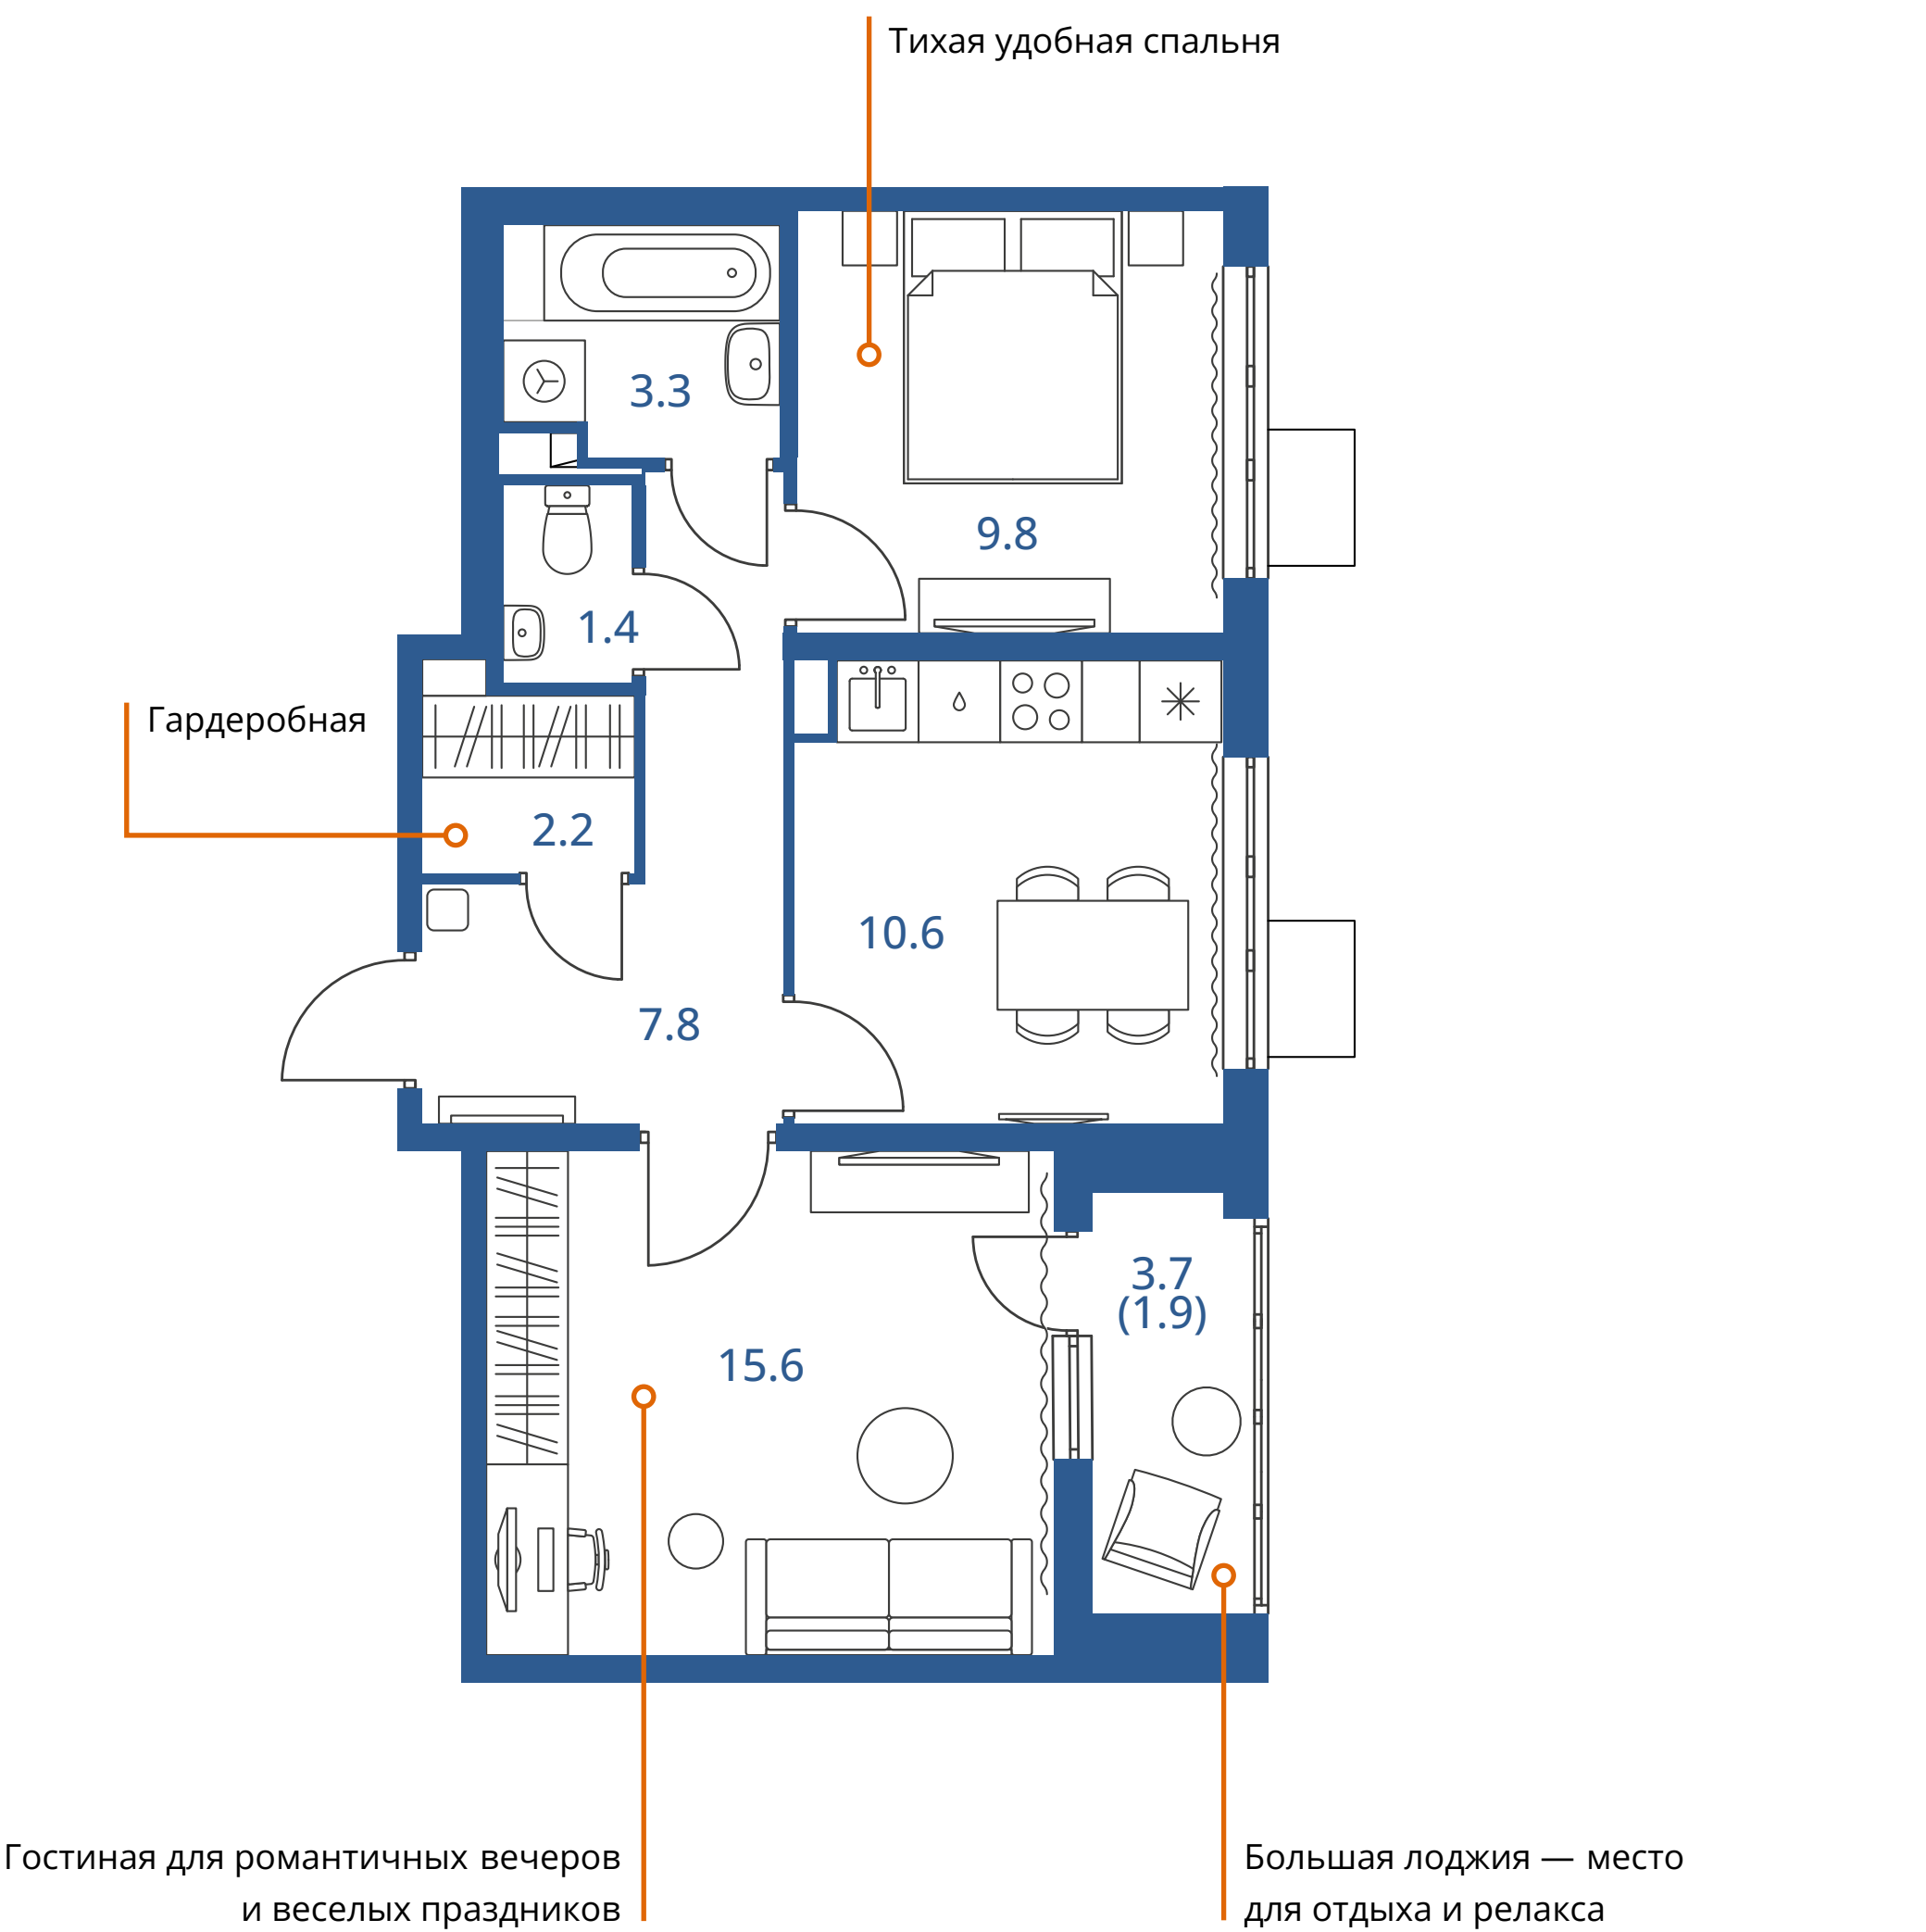 Тихая удобная спальня
3.3
9.8
1.4
Гардеробная
2.2
10.6
7.8
3.7
(1.9)
15.6
Гостиная для романтичных вечеров
и веселых праздников
Большая лоджия — место
для отдыха и релакса